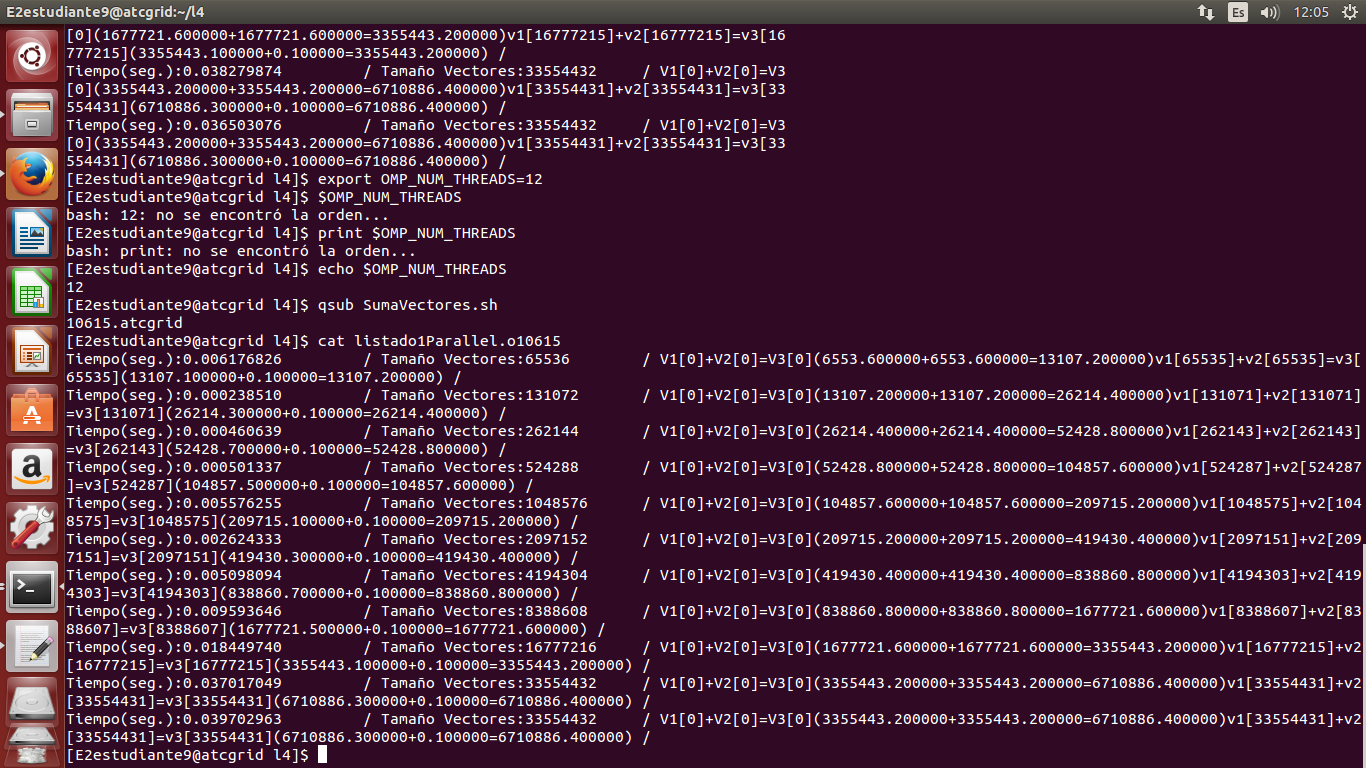 E2estudiante9@atcgrid:~/l4
Es
12:05
[0](1677721.600000+1677721.600000=3355443.200000)v1[16777215]+v2[16777215]=v3[16
777215](3355443.100000+0.100000=3355443.200000) /
Tiempo(seg.):0.038279874 / Tamaño Vectores:33554432 / V1[0]+V2[0]=V3
[0](3355443.200000+3355443.200000=6710886.400000)v1[33554431]+v2[33554431]=v3[33
554431](6710886.300000+0.100000=6710886.400000) /
Tiempo(seg.):0.036503076 / Tamaño Vectores:33554432 / V1[0]+V2[0]=V3
[0](3355443.200000+3355443.200000=6710886.400000)v1[33554431]+v2[33554431]=v3[33
554431](6710886.300000+0.100000=6710886.400000) /
[E2estudiante9@atcgrid l4]$ export OMP_NUM_THREADS=12
[E2estudiante9@atcgrid l4]$ $OMP_NUM_THREADS
bash: 12: no se encontró la orden...
[E2estudiante9@atcgrid l4]$ print $OMP_NUM_THREADS
bash: print: no se encontró la orden...
[E2estudiante9@atcgrid l4]$ echo $OMP_NUM_THREADS
12
[E2estudiante9@atcgrid l4]$ qsub SumaVectores.sh
10615.atcgrid
[E2estudiante9@atcgrid l4]$ cat listado1Parallel.o10615
Tiempo(seg.):0.006176826 / Tamaño Vectores:65536 / V1[0]+V2[0]=V3[0](6553.600000+6553.600000=13107.200000)v1[65535]+v2[65535]=v3[
65535](13107.100000+0.100000=13107.200000) /
Tiempo(seg.):0.000238510 / Tamaño Vectores:131072 / V1[0]+V2[0]=V3[0](13107.200000+13107.200000=26214.400000)v1[131071]+v2[131071]
=v3[131071](26214.300000+0.100000=26214.400000) /
Tiempo(seg.):0.000460639 / Tamaño Vectores:262144 / V1[0]+V2[0]=V3[0](26214.400000+26214.400000=52428.800000)v1[262143]+v2[262143]
=v3[262143](52428.700000+0.100000=52428.800000) /
Tiempo(seg.):0.000501337 / Tamaño Vectores:524288 / V1[0]+V2[0]=V3[0](52428.800000+52428.800000=104857.600000)v1[524287]+v2[524287
]=v3[524287](104857.500000+0.100000=104857.600000) /
Tiempo(seg.):0.005576255 / Tamaño Vectores:1048576 / V1[0]+V2[0]=V3[0](104857.600000+104857.600000=209715.200000)v1[1048575]+v2[104
8575]=v3[1048575](209715.100000+0.100000=209715.200000) /
Tiempo(seg.):0.002624333 / Tamaño Vectores:2097152 / V1[0]+V2[0]=V3[0](209715.200000+209715.200000=419430.400000)v1[2097151]+v2[209
7151]=v3[2097151](419430.300000+0.100000=419430.400000) /
Tiempo(seg.):0.005098094 / Tamaño Vectores:4194304 / V1[0]+V2[0]=V3[0](419430.400000+419430.400000=838860.800000)v1[4194303]+v2[419
4303]=v3[4194303](838860.700000+0.100000=838860.800000) /
Tiempo(seg.):0.009593646 / Tamaño Vectores:8388608 / V1[0]+V2[0]=V3[0](838860.800000+838860.800000=1677721.600000)v1[8388607]+v2[8
388607]=v3[8388607](1677721.500000+0.100000=1677721.600000) /
Tiempo(seg.):0.018449740 / Tamaño Vectores:16777216 / V1[0]+V2[0]=V3[0](1677721.600000+1677721.600000=3355443.200000)v1[16777215]+v2
[16777215]=v3[16777215](3355443.100000+0.100000=3355443.200000) /
Tiempo(seg.):0.037017049 / Tamaño Vectores:33554432 / V1[0]+V2[0]=V3[0](3355443.200000+3355443.200000=6710886.400000)v1[33554431]+v2
[33554431]=v3[33554431](6710886.300000+0.100000=6710886.400000) /
Tiempo(seg.):0.039702963 / Tamaño Vectores:33554432 / V1[0]+V2[0]=V3[0](3355443.200000+3355443.200000=6710886.400000)v1[33554431]+v2
[33554431]=v3[33554431](6710886.300000+0.100000=6710886.400000) /
[E2estudiante9@atcgrid l4]$